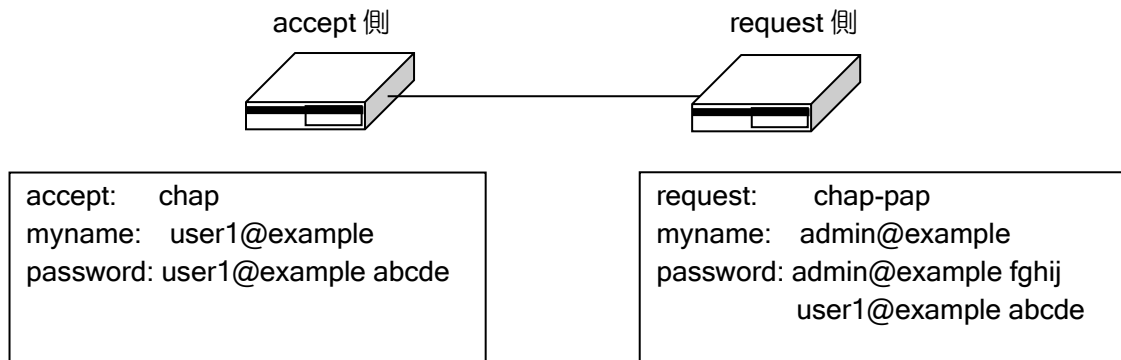 accept 側
request 側
accept: chap
myname: user1@example
password: user1@example abcde
request: chap-pap
myname: admin@example
password: admin@example fghij
user1@example abcde